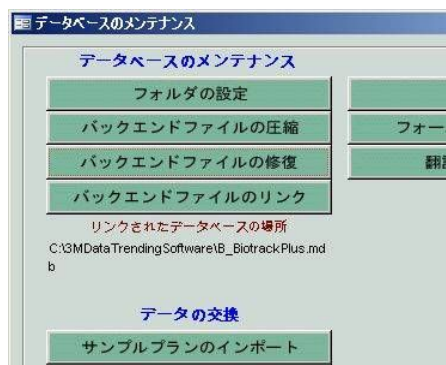 データベースのメンテナンス
データベースのメンテナンス
フォルダの設定
バックエンドファイルの圧縮
フォー
バックエンドファイルの修復
翻
バックエンドファイルのリンク
リンクされたデータベースの場所
C:\3MDataTrendingSoftware\B_BiotrackPlus.md
b
データの交換
サンプルプランのインポート